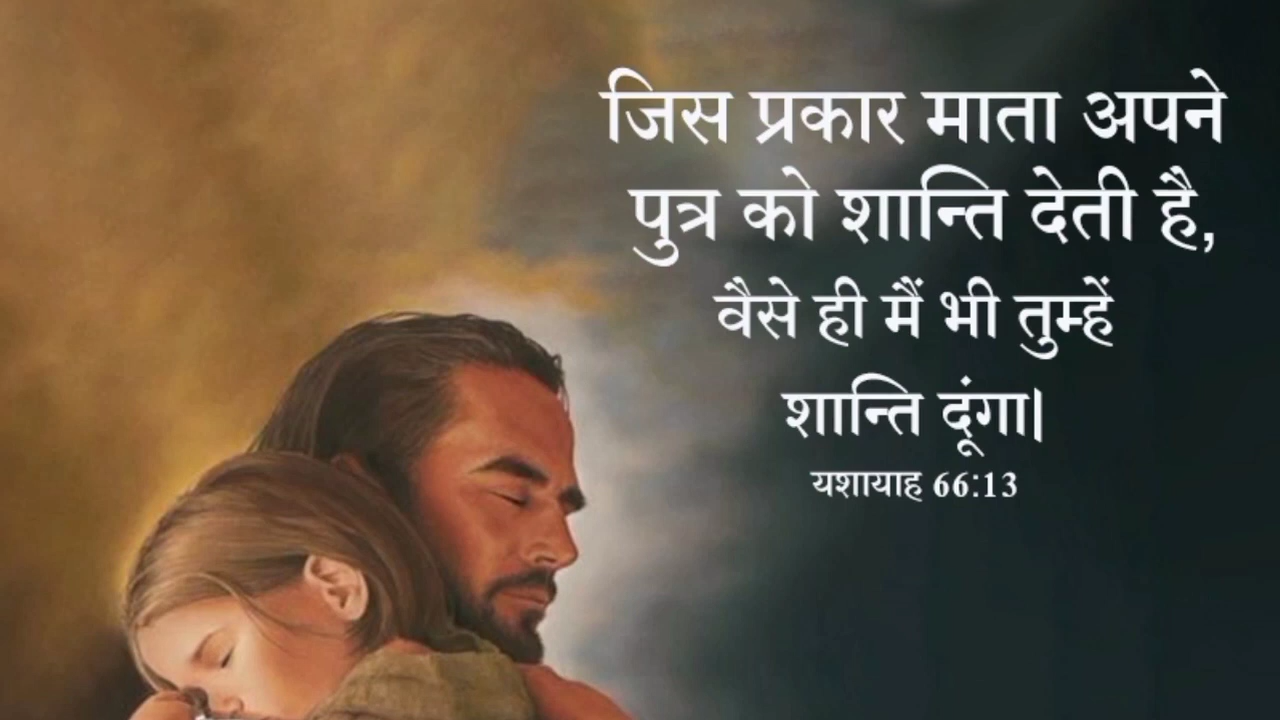 जिस प्रकार माता अपने
पुत्र को शान्ति देती है,
वैसे ही मैं भी तुम्हें
शान्ति दूंगा।
यशायाह 66:13